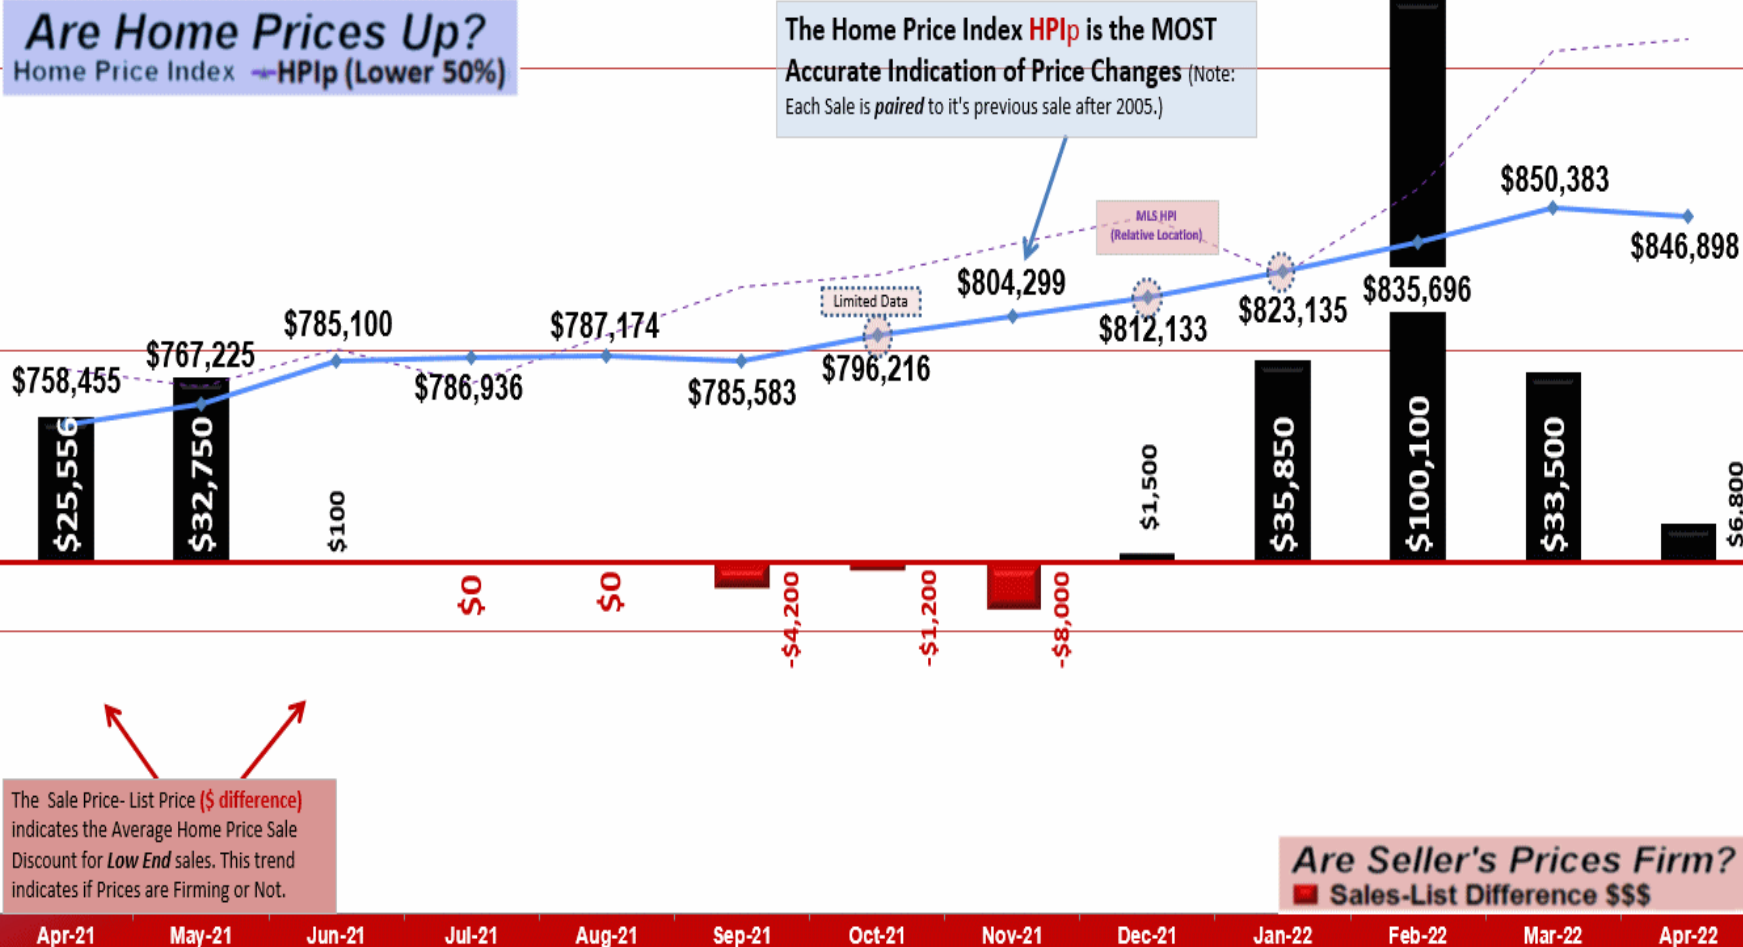 Are Home Prices Up?
Home Price Index HPIp (Lower 50%)
The Home Price Index HPIp is the MOST
Accurate Indication of Price Changes (Note:
Each Sale is paired to it's previous sale after 2005.)
MLS HPI
(Relative Location)
Limited Data
$758,455
$767,225
$785,100
$786,936
$787,174
$785,583
$796,216
$804,299
$812,133
$823,135
$835,696
$850,383
$846,898
$25,556
$32,750
$100
$0
$0
-$4,200
-$1,200
-$8,000
$1,500
$35,850
$100,100
$33,500
$6,800
The Sale Price- List Price ($ difference)
indicates the Average Home Price Sale
Discount for Low End sales. This trend
indicates if Prices are Firming or Not.
Are Seller's Prices Firm?
Sales-List Difference $$$
Apr-21 May-21 Jun-21 Jul-21 Aug-21 Sep-21 Oct-21 Nov-21 Dec-21 Jan-22 Feb-22 Mar-22 Apr-22